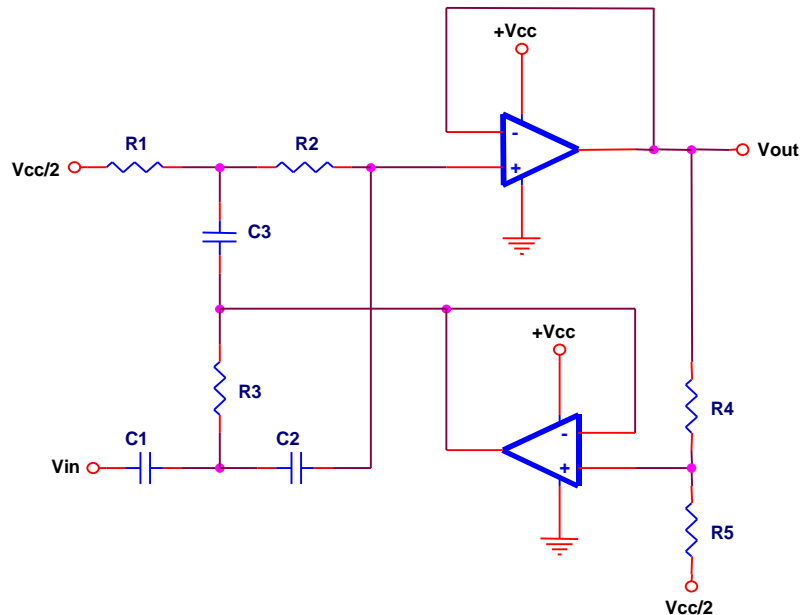 +Vcc
R1
R2
Vcc/2
-
+
Vout
C3
+Vcc
R3
R4
C1
C2
-
+
Vin
R5
Vcc/2